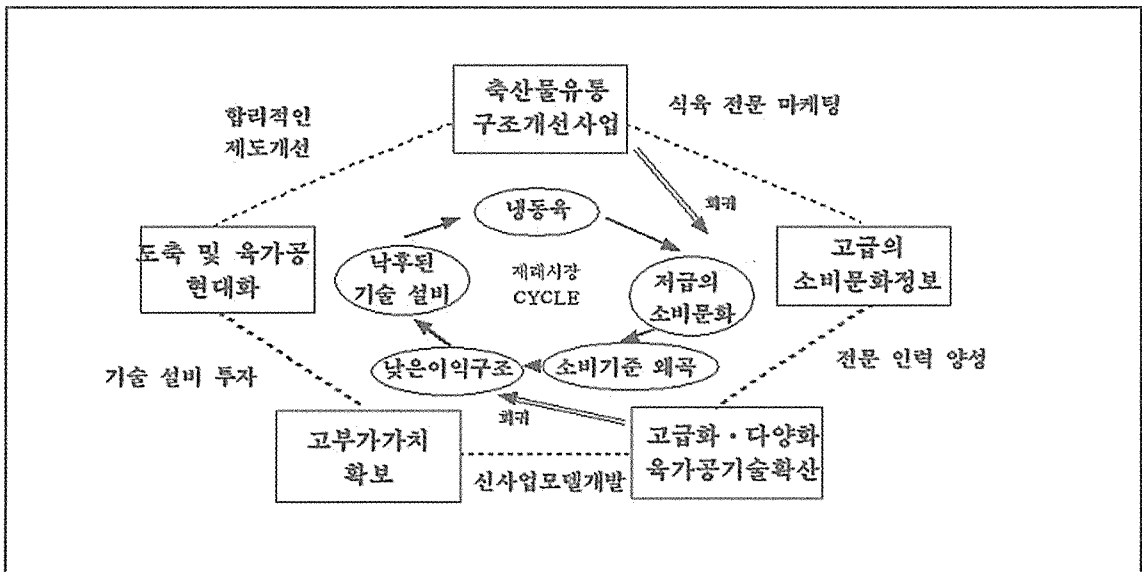 축산물유통
구조개선사업
합리적인
제도개선
식육 전문 마케팅
회귀
냉동육
도축 및 육가공
현대화
낙후된
기술 설비
재래시장
CYCLE
저급의
소비문화
고급의
소비문화정보
낮은이익구조
소비기준 왜곡
기술 설비 투자
전문 인력 양성
회귀
고부가가치
확보
신사업모델개발
고급화·다양화
육가공기술확산